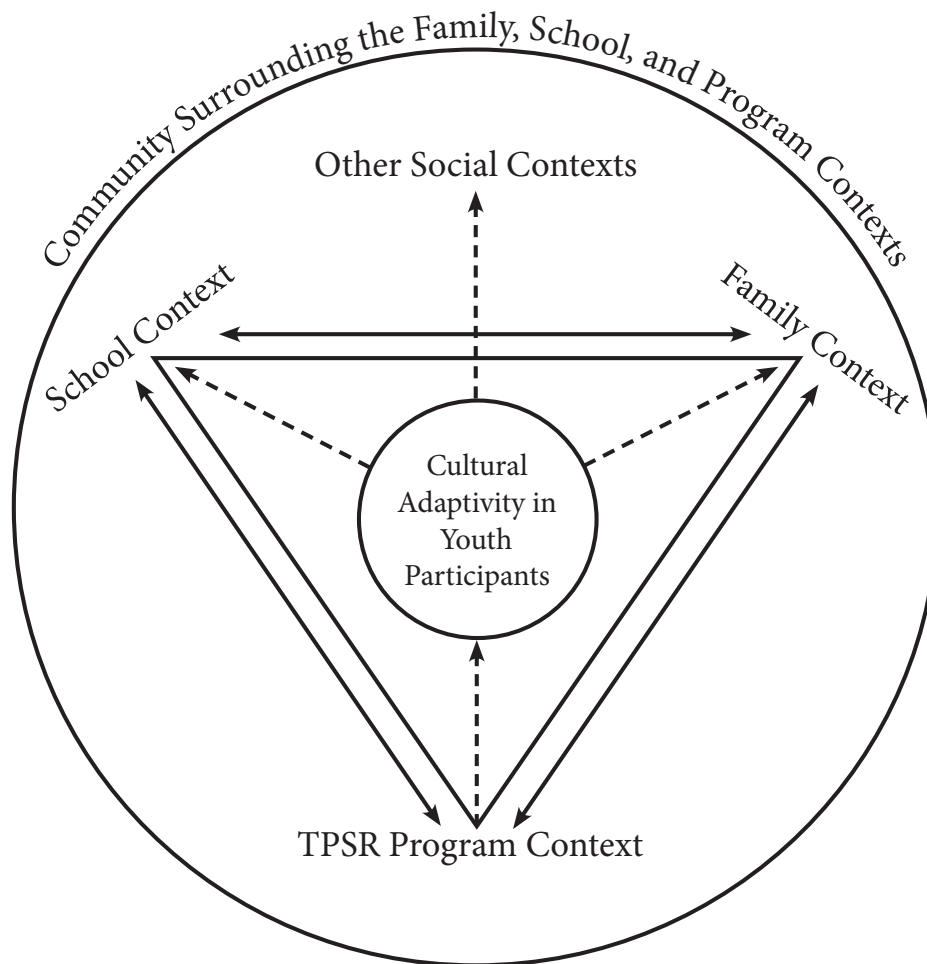 Community Surrounding the Family, School, and Program Contexts
Other Social Contexts
School Context
Family Context
Cultural
Adaptivity in
Youth
Participants
TPSR Program Context